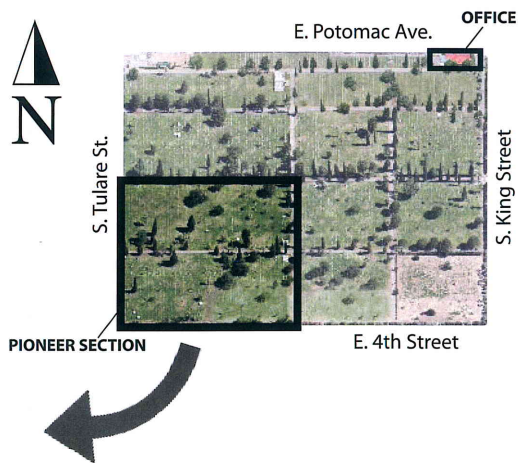 OFFICE
E. Potomac Ave.
N
S. Tulare St.
S. King Street
PIONEER SECTION
E. 4th Street